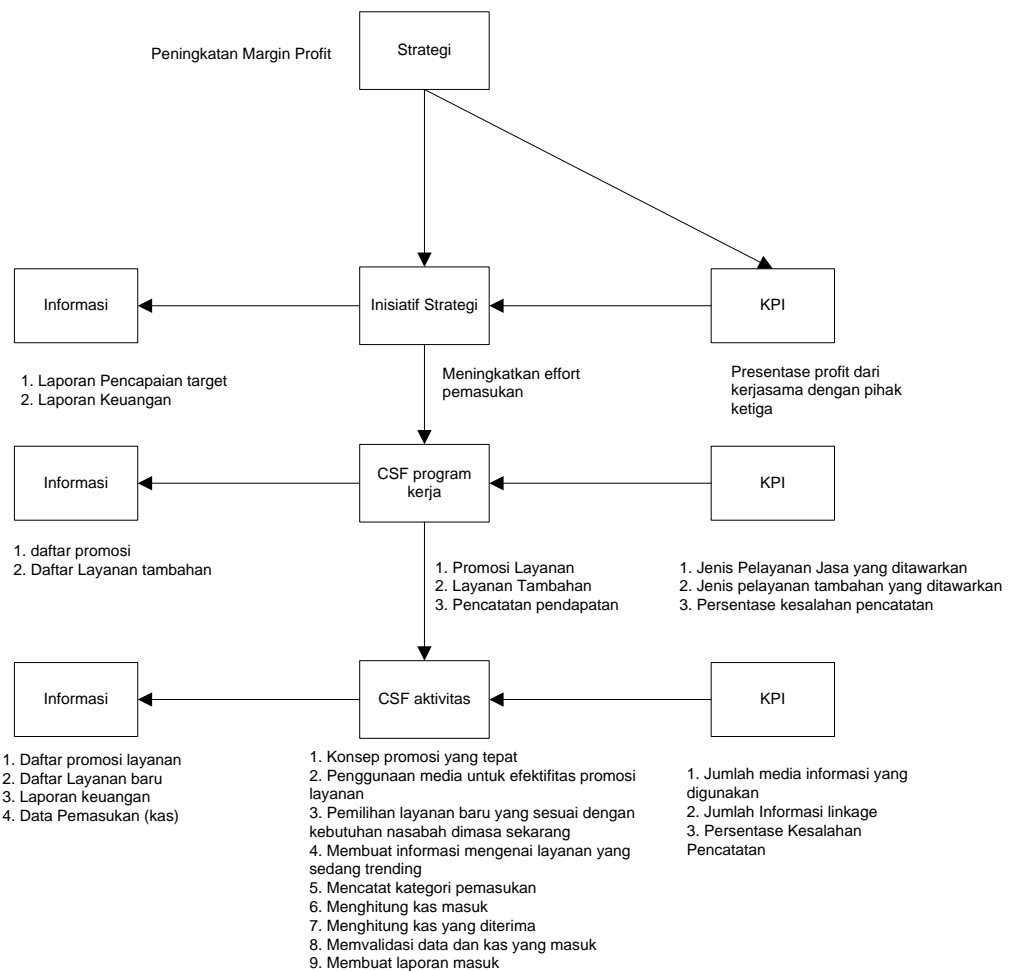 Peningkatan Margin Profit
Strategi
Informasi
Inisiatif Strategi
KPI
1. Laporan Pencapaian target
2. Laporan Keuangan
Meningkatkan effort
pemasukan
Presentase profit dari
kerjasama dengan pihak
ketiga
Informasi
CSF program
kerja
KPI
1. daftar promosi
2. Daftar Layanan tambahan
1. Promosi Layanan
2. Layanan Tambahan
3. Pencatatan pendapatan
1. Jenis Pelayanan Jasa yang ditawarkan
2. Jenis pelayanan tambahan yang ditawarkan
3. Persentase kesalahan pencatatan
Informasi
CSF aktivitas
KPI
1. Daftar promosi layanan
2. Daftar Layanan baru
3. Laporan keuangan
4. Data Pemasukan (kas)
1. Konsep promosi yang tepat
2. Penggunaan media untuk efektifitas promosi
layanan
3. Pemilihan layanan baru yang sesuai dengan
kebutuhan nasabah dimasa sekarang
4. Membuat informasi mengenai layanan yang
sedang trending
5. Mencatat kategori pemasukan
6. Menghitung kas masuk
7. Menghitung kas yang diterima
8. Memvalidasi data dan kas yang masuk
9. Membuat laporan masuk
1. Jumlah media informasi yang
digunakan
2. Jumlah Informasi linkage
3. Persentase Kesalahan
Pencatatan